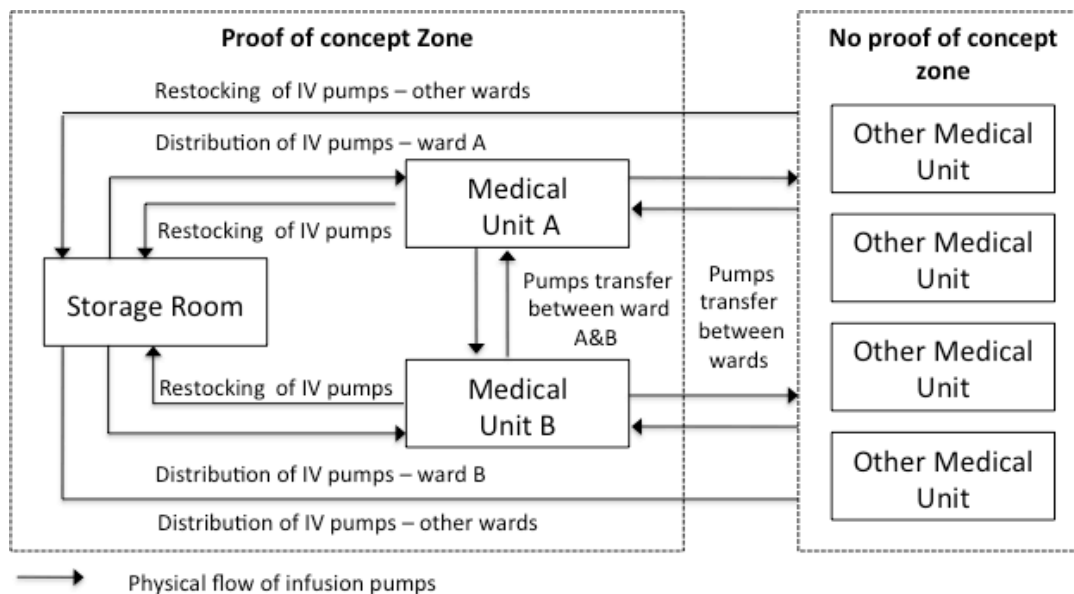 Proof of concept Zone
No proof of concept
zone
Restocking of IV pumps – other wards
Distribution of IV pumps – ward A
Medical
Unit A
Restocking of IV pumps
Storage Room
Pumps transfer
between ward
A&B
Pumps
transfer
between
wards
Restocking of IV pumps
Medical
Unit B
Distribution of IV pumps – ward B
Distribution of IV pumps – other wards
Other Medical
Unit
Other Medical
Unit
Other Medical
Unit
Other Medical
Unit
Physical flow of infusion pumps